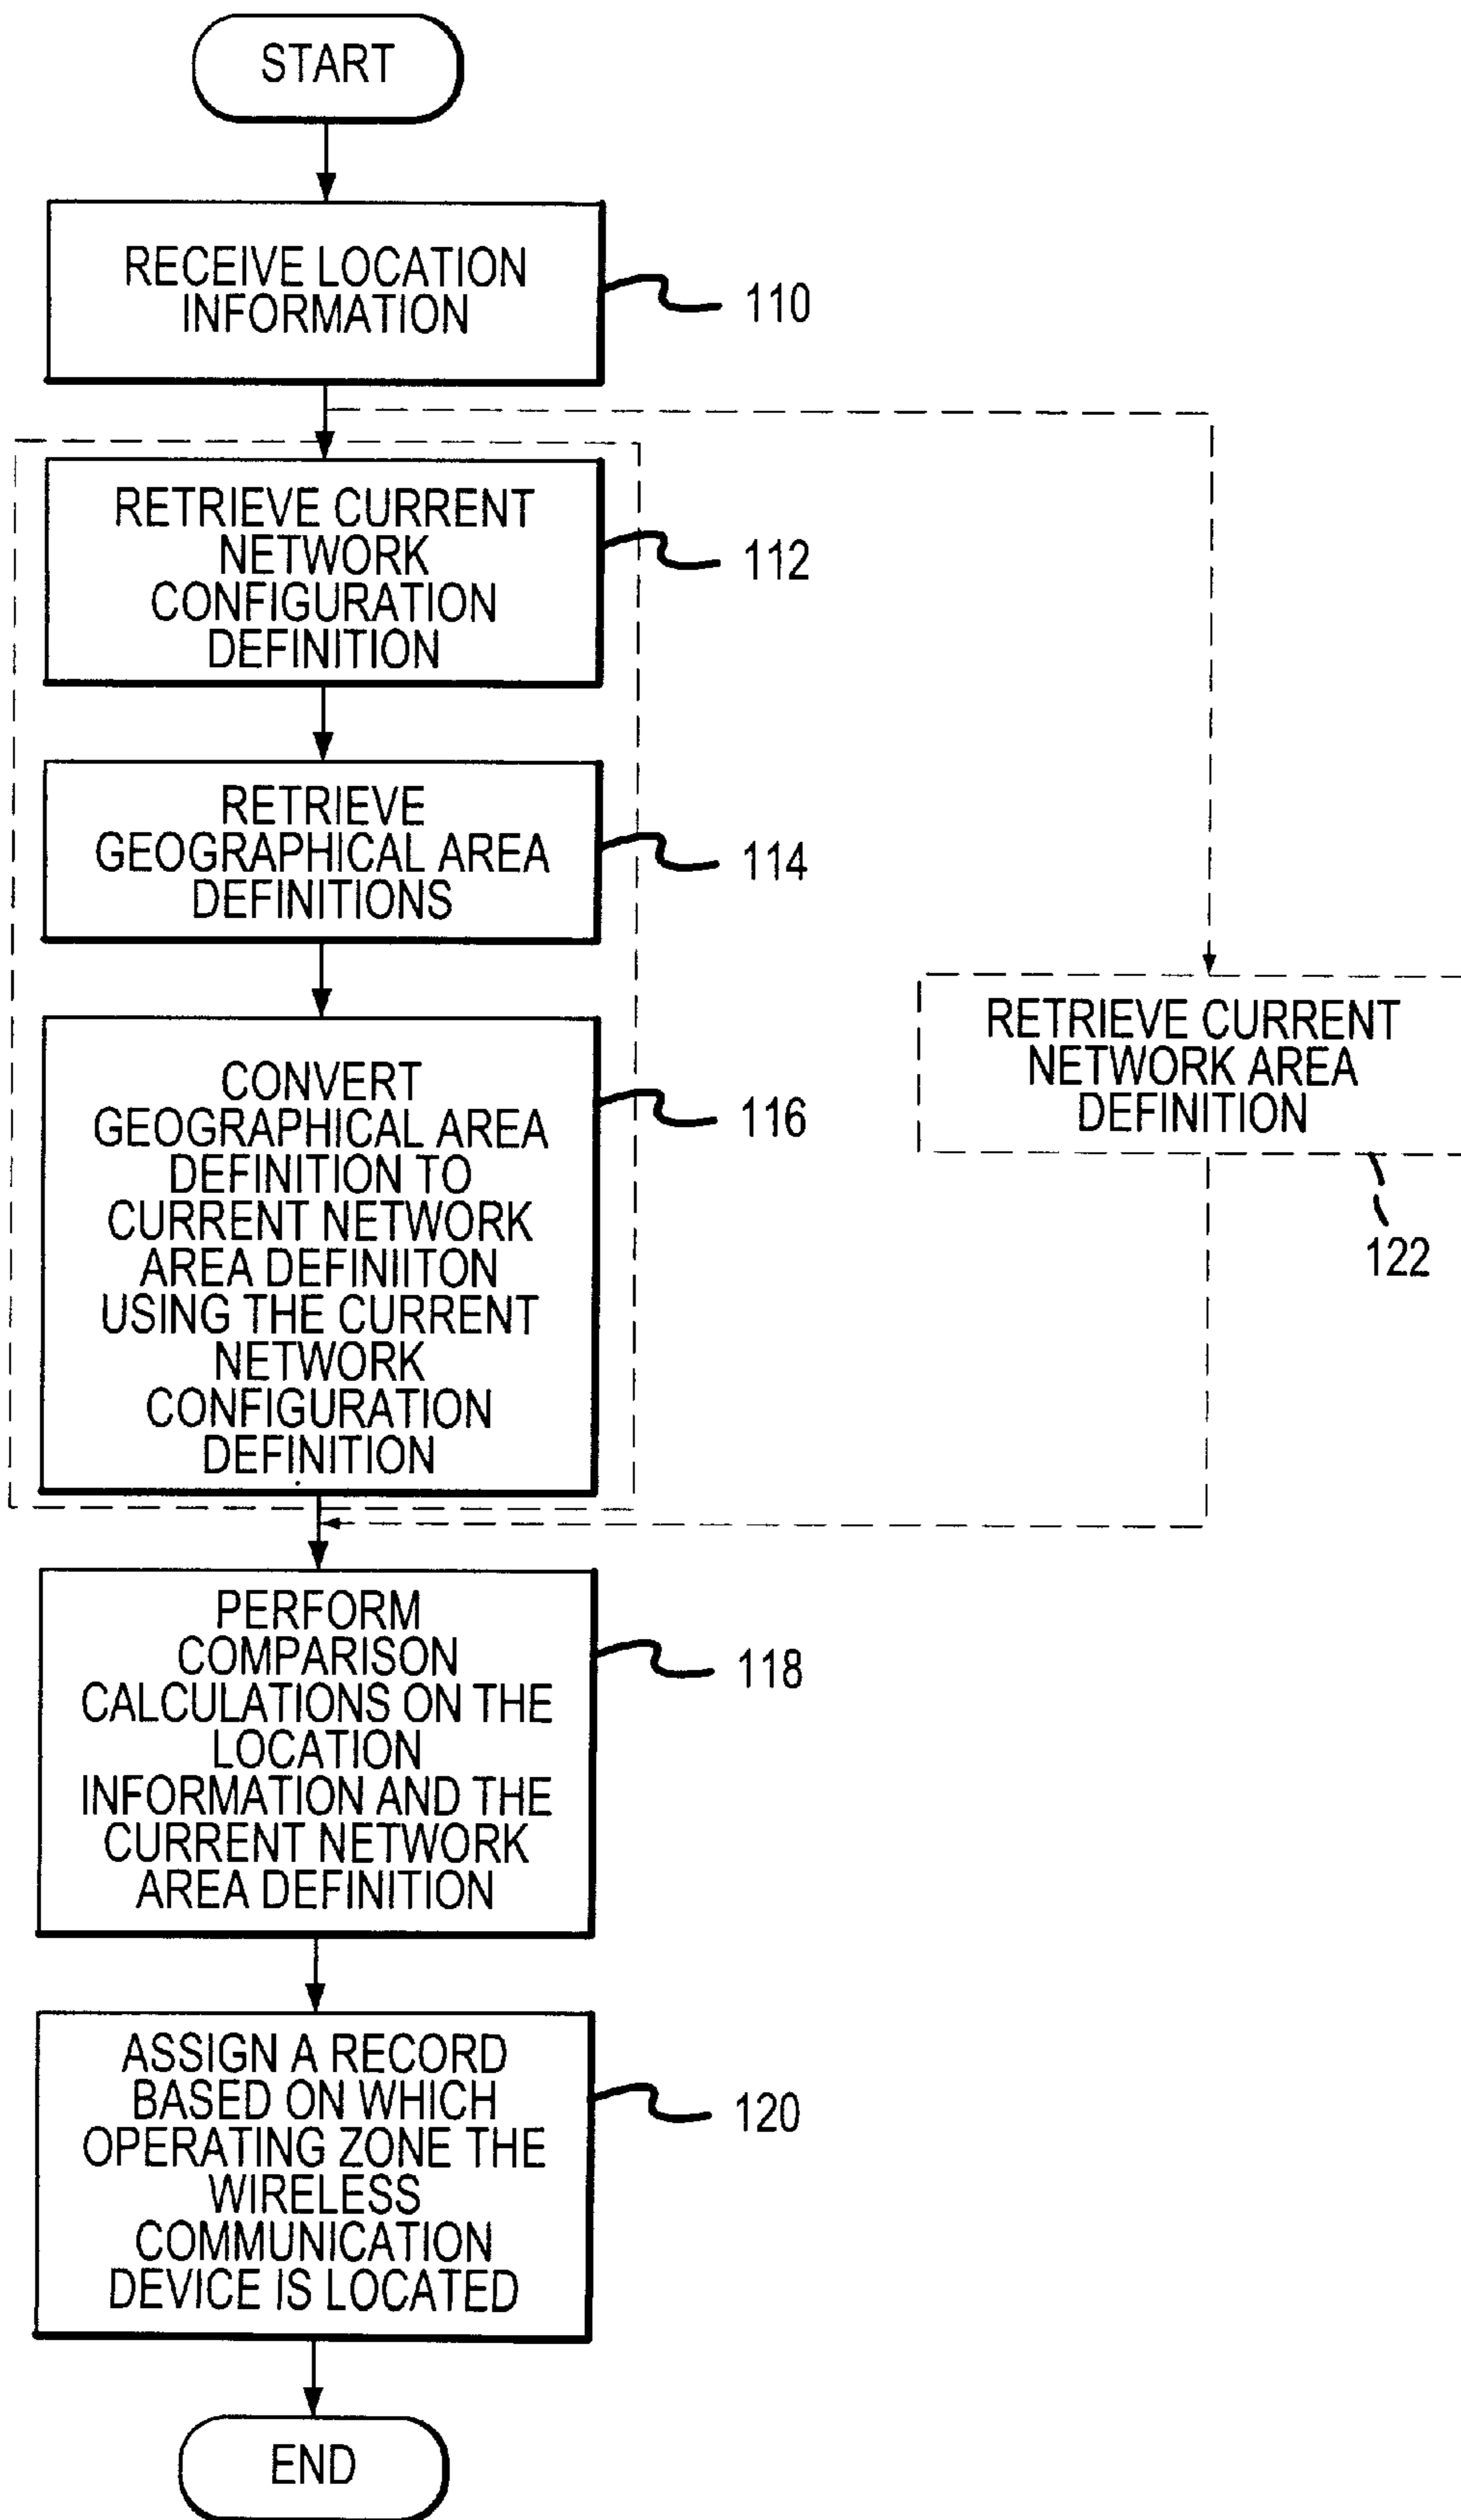 START
RECEIVE LOCATION
INFORMATION
110
RETRIEVE CURRENT
NETWORK
CONFIGURATION
DEFINITION
112
RETRIEVE
GEOGRAPHICAL AREA
DEFINITIONS
114
CONVERT
GEOGRAPHICAL AREA
DEFINITION TO
CURRENT NETWORK
AREA DEFINIITON
USING THE CURRENT
NETWORK
CONFIGURATION
DEFINITION
116
RETRIEVE CURRENT
NETWORK AREA
DEFINITION
122
PERFORM
COMPARISON
CALCULATIONS ON THE
LOCATION
INFORMATION AND THE
CURRENT NETWORK
AREA DEFINITION
118
ASSIGN A RECORD
BASED ON WHICH
OPERATING ZONE THE
WIRELESS
COMMUNICATION
DEVICE IS LOCATED
120
END